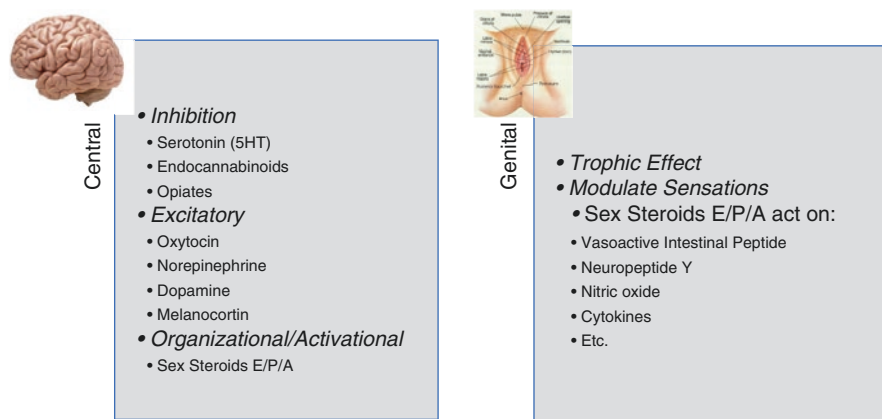 Central
• Inhibition
• Serotonin (5HT)
• Endocannabinoids
• Opiates
• Excitatory
• Oxytocin
• Norepinephrine
• Dopamine
• Melanocortin
• Organizational/Activational
• Sex Steroids E/P/A
Genital
• Trophic Effect
• Modulate Sensations
• Sex Steroids E/P/A act on:
• Vasoactive Intestinal Peptide
• Neuropeptide Y
• Nitric oxide
• Cytokines
• Etc.